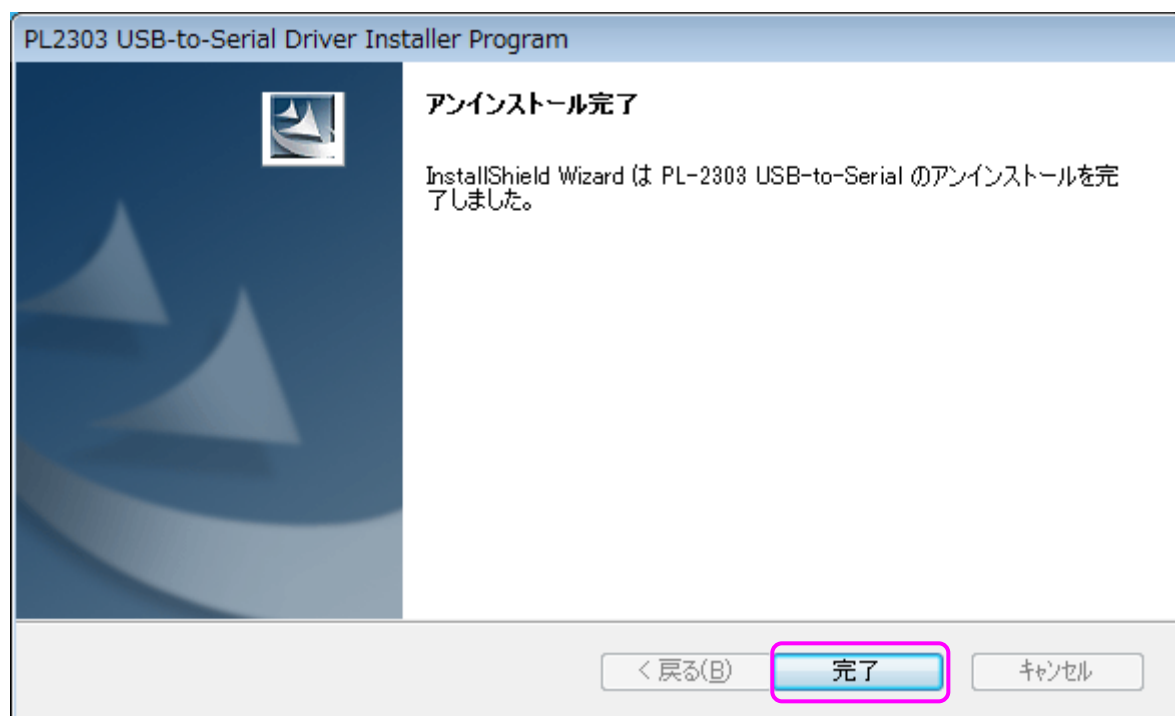 PL2303 USB-to-Serial Driver Installer Program
アンインストール完了
InstallShield Wizard は PL-2303 USB-to-Serial のアンインストールを完
了しました。
< 戻る(B)
完了
キャンセル